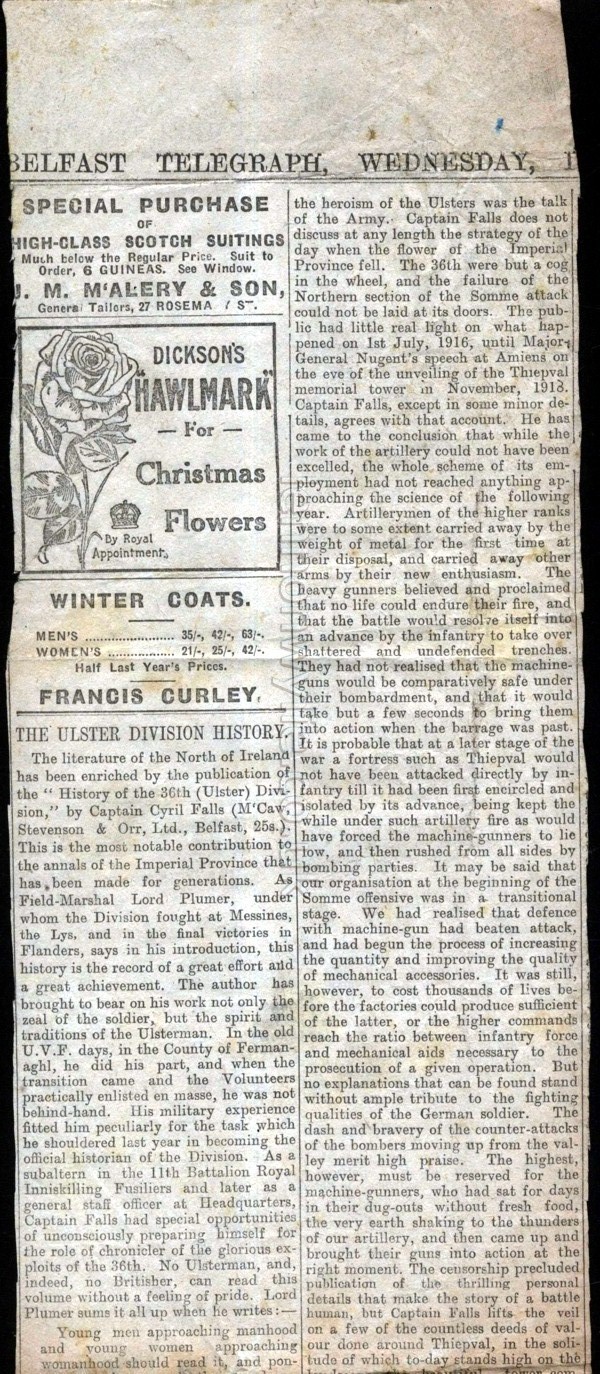 BELFAST TELEGRAPH, WEDNESDAY,
SPECIAL PURCHASE
OF
HIGH-CLASS SCOTCH SUITINGS
Much below the Regular Price. Suit to
Order, 6 GUINEAS. See Window.
J. M. M'ALERY & SON,
General Tailors, 27 ROSEMA
DICKSON'S
"HAWLMARK"
— For —
Christmas
Flowers
By Royal
Appointment.
WINTER COATS.
MEN'S ........................ 35/-, 42/-, 63/-.
WOMEN'S .................. 21/-, 25/-, 42/-.
Half Last Year's Prices.
FRANCIS CURLEY,
THE ULSTER DIVISION HISTORY.
The literature of the North of Ireland
has been enriched by the publication of
the "History of the 36th (Ulster) Divi-
sion," by Captain Cyril Falls (M'Caw,
Stevenson & Orr, Ltd., Belfast, 25s.).
This is the most notable contribution to
the annals of the Imperial Province that
has been made for generations. As
Field-Marshal Lord Plumer, under
whom the Division fought at Messines,
the Lys, and in the final victories in
Flanders, says in his introduction, this
history is the record of a great effort and
a great achievement. The author has
brought to bear on his work not only the
zeal of the soldier, but the spirit and
traditions of the Ulsterman. In the old
U.V.F. days, in the County of Ferman-
aghl, he did his part, and when the
transition came and the Volunteers
practically enlisted en masse, he was not
behind-hand. His military experience
fitted him peculiarly for the task which
he shouldered last year in becoming the
official historian of the Division. As a
subaltern in the 11th Battalion Royal
Inniskilling Fusiliers and later as a
general staff officer at Headquarters,
Captain Falls had special opportunities
of unconsciously preparing himself for
the role of chronicler of the glorious ex-
ploits of the 36th. No Ulsterman, and,
indeed, no Britisher, can read this
volume without a feeling of pride. Lord
Plumer sums it all up when he writes:—
Young men approaching manhood
and young women approaching
womanhood should read it, and pon-
the heroism of the Ulsters was the talk
of the Army. Captain Falls does not
discuss at any length the strategy of the
day when the flower of the Imperial
Province fell. The 36th were but a cog
in the wheel, and the failure of the
Northern section of the Somme attack
could not be laid at its doors. The pub-
lic had little real light on what hap-
pened on 1st July, 1916, until Major-
General Nugent's speech at Amiens on
the eve of the unveiling of the Thiepval
memorial tower in November, 1918.
Captain Falls, except in some minor de-
tails, agrees with that account. He has
came to the conclusion that while the
work of the artillery could not have been
excelled, the whole scheme of its em-
ployment had not reached anything ap-
proaching the science of the following
year. Artillerymen of the higher ranks
were to some extent carried away by the
weight of metal for the first time at
their disposal, and carried away other
arms by their new enthusiasm. The
heavy gunners believed and proclaimed
that no life could endure their fire, and
that the battle would resolve itself into
an advance by the infantry to take over
shattered and undefended trenches.
They had not realised that the machine-
guns would be comparatively safe under
their bombardment, and that it would
take but a few seconds to bring them
into action when the barrage was past.
It is probable that at a later stage of the
war a fortress such as Thiepval would
not have been attacked directly by in-
fantry till it had been first encircled and
isolated by its advance, being kept the
while under such artillery fire as would
have forced the machine-gunners to lie
low, and then rushed from all sides by
bombing parties. It may be said that
our organisation at the beginning of the
Somme offensive was in a transitional
stage. We had realised that defence
with machine-gun had beaten attack,
and had begun the process of increasing
the quantity and improving the quality
of mechanical accessories. It was still,
however, to cost thousands of lives be-
fore the factories could produce sufficient
of the latter, or the higher commands
reach the ratio between infantry force
and mechanical aids necessary to the
prosecution of a given operation. But
no explanations that can be found stand
without ample tribute to the fighting
qualities of the German soldier. The
dash and bravery of the counter-attacks
of the bombers moving up from the val-
ley merit high praise. The highest,
however, must be reserved for the
machine-gunners, who had sat for days
in their dug-outs without fresh food,
the very earth shaking to the thunders
of our artillery, and then came up and
brought their guns into action at the
right moment. The censorship precluded
publication of the thrilling personal
details that make the story of a battle
human, but Captain Falls lifts the veil
on a few of the countless deeds of val-
our done around Thiepval, in the soli-
tude of which to-day stands high on the